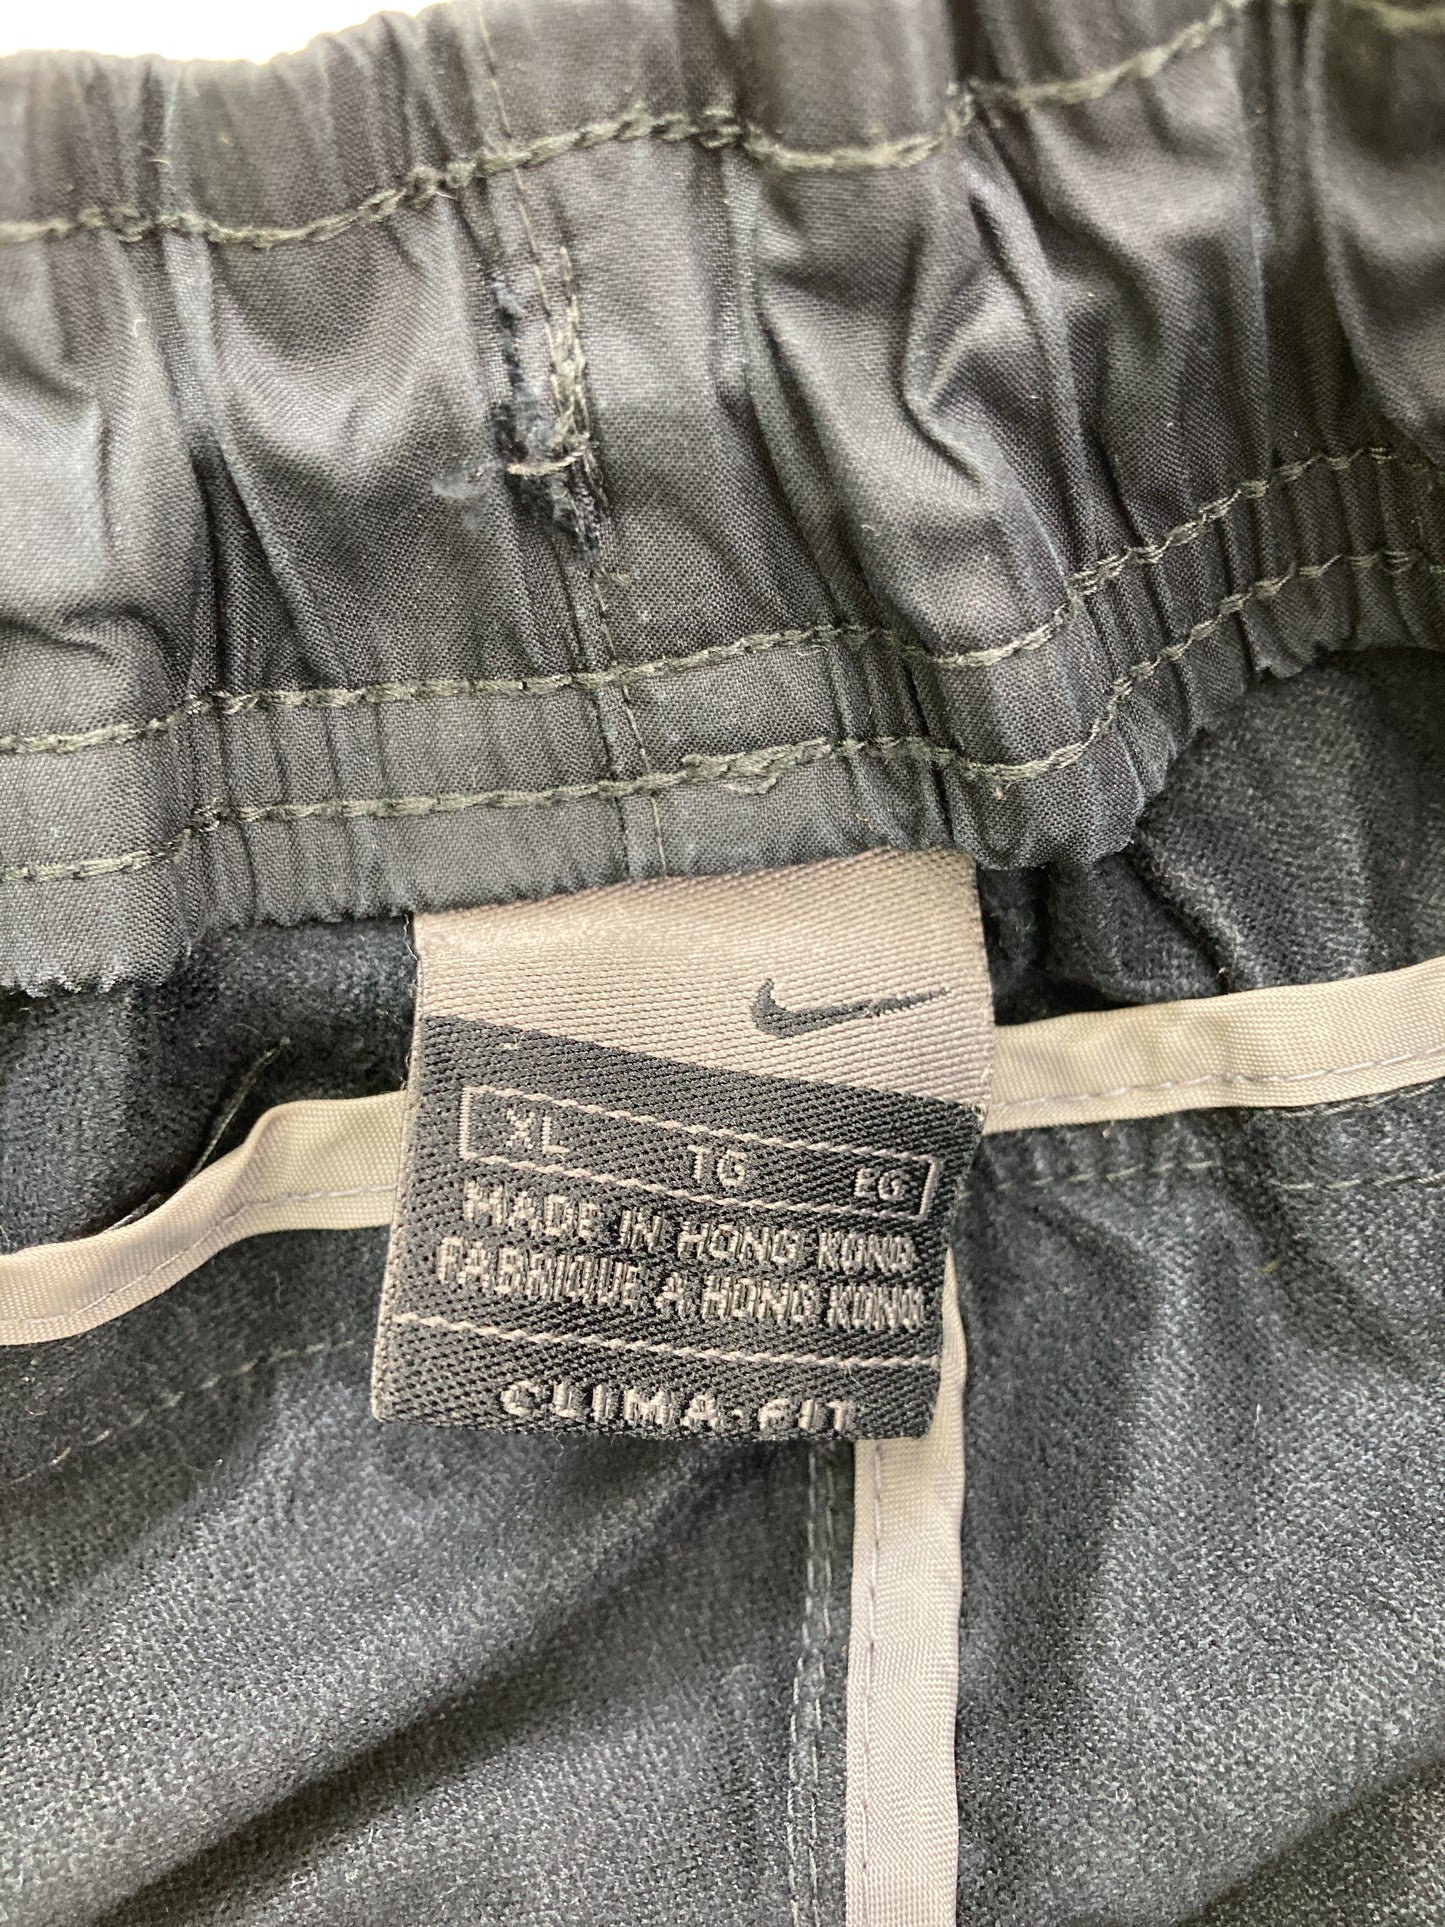 XL TG EG
MADE IN HONG KONG
FABRIQUE A HONG KONG
CLIMA-FIT